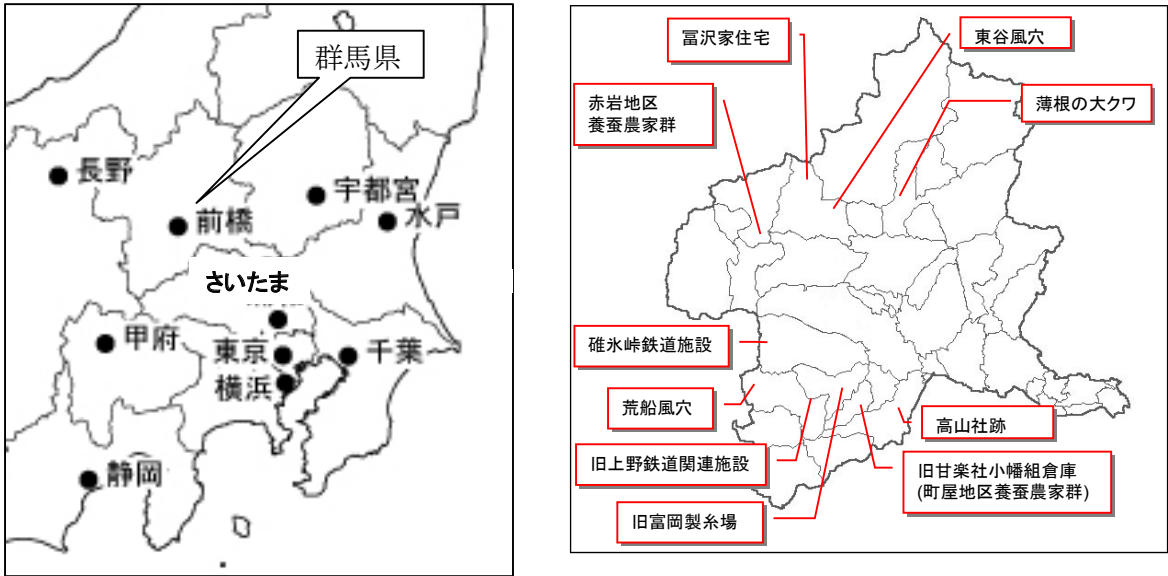 群馬県
長野
宇都宮
前橋
水戸
さいたま
甲府
東京
千葉
横浜
静岡
冨沢家住宅
東谷風穴
赤岩地区
養蚕農家群
薄根の大クワ
碓氷峠鉄道施設
荒船風穴
高山社跡
旧上野鉄道関連施設
旧甘楽社小幡組倉庫
(町屋地区養蚕農家群)
旧富岡製糸場